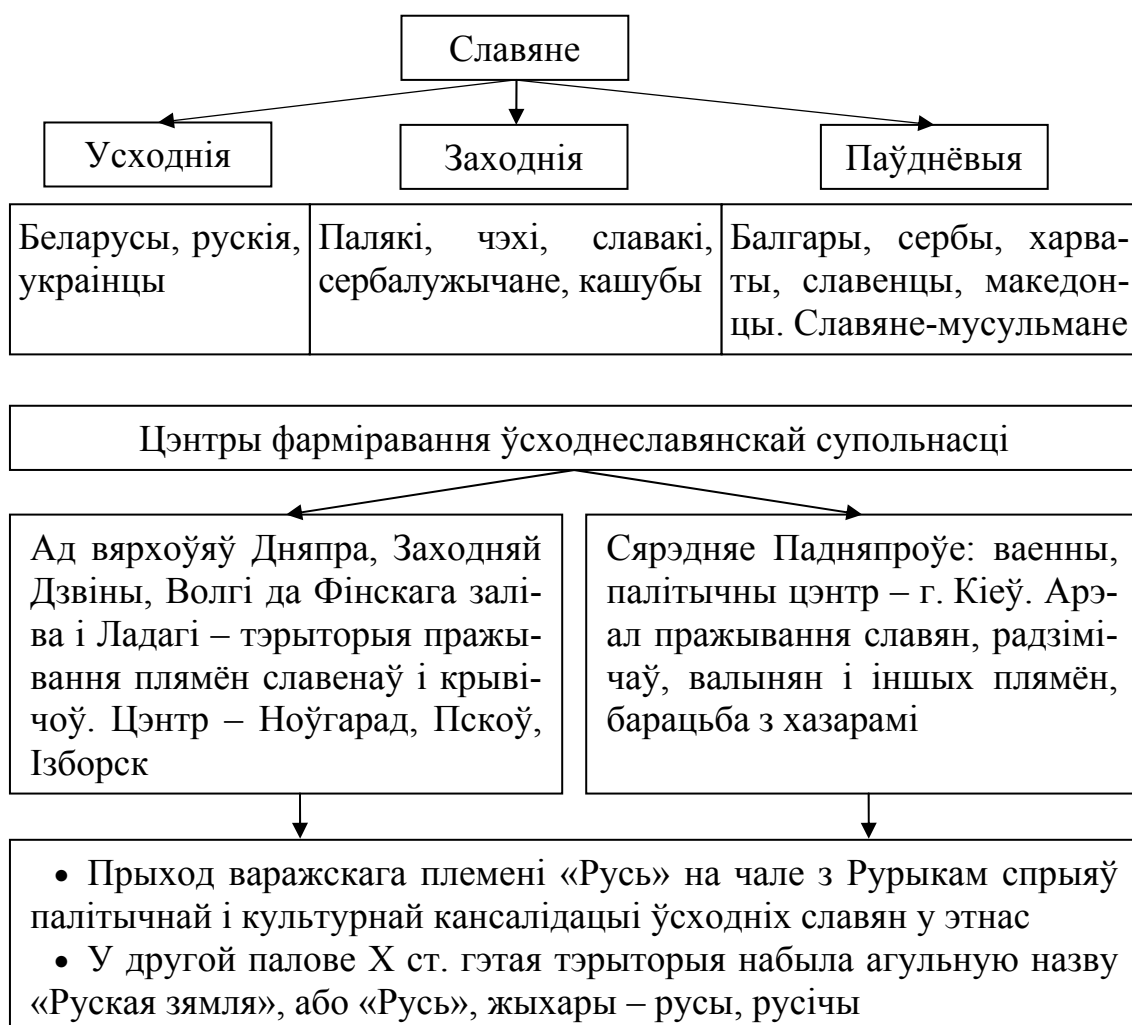 Славяне
Усходнія
Заходнія
Паўднёвыя
Беларусы, рускія,
украінцы
Палякі, чэхі, славакі,
сербалужычане, кашубы
Балгары, сербы, харва-
ты, славенцы, македон-
цы. Славяне-мусульмане
Цэнтры фарміравання ўсходнеславянскай супольнасці
Ад вярхоўяў Дняпра, Заходняй
Дзвіны, Волгі да Фінскага залі-
ва і Ладагі – тэрыторыя пражы-
вання плямён славенаў і крыві-
чоў. Цэнтр – Ноўгарад, Пскоў,
Ізборск
Сярэдняе Падняпроўе: ваенны,
палітычны цэнтр – г. Кіеў. Арэ-
ал пражывання славян, радзімі-
чаў, валынян і іншых плямён,
барацьба з хазарамі
• Прыход варажскага племені «Русь» на чале з Рурыкам спрыяў
палітычнай і культурнай кансалідацыі ўсходніх славян у этнас
• У другой палове X ст. гэтая тэрыторыя набыла агульную назву
«Руская зямля», або «Русь», жыхары – русы, русічы